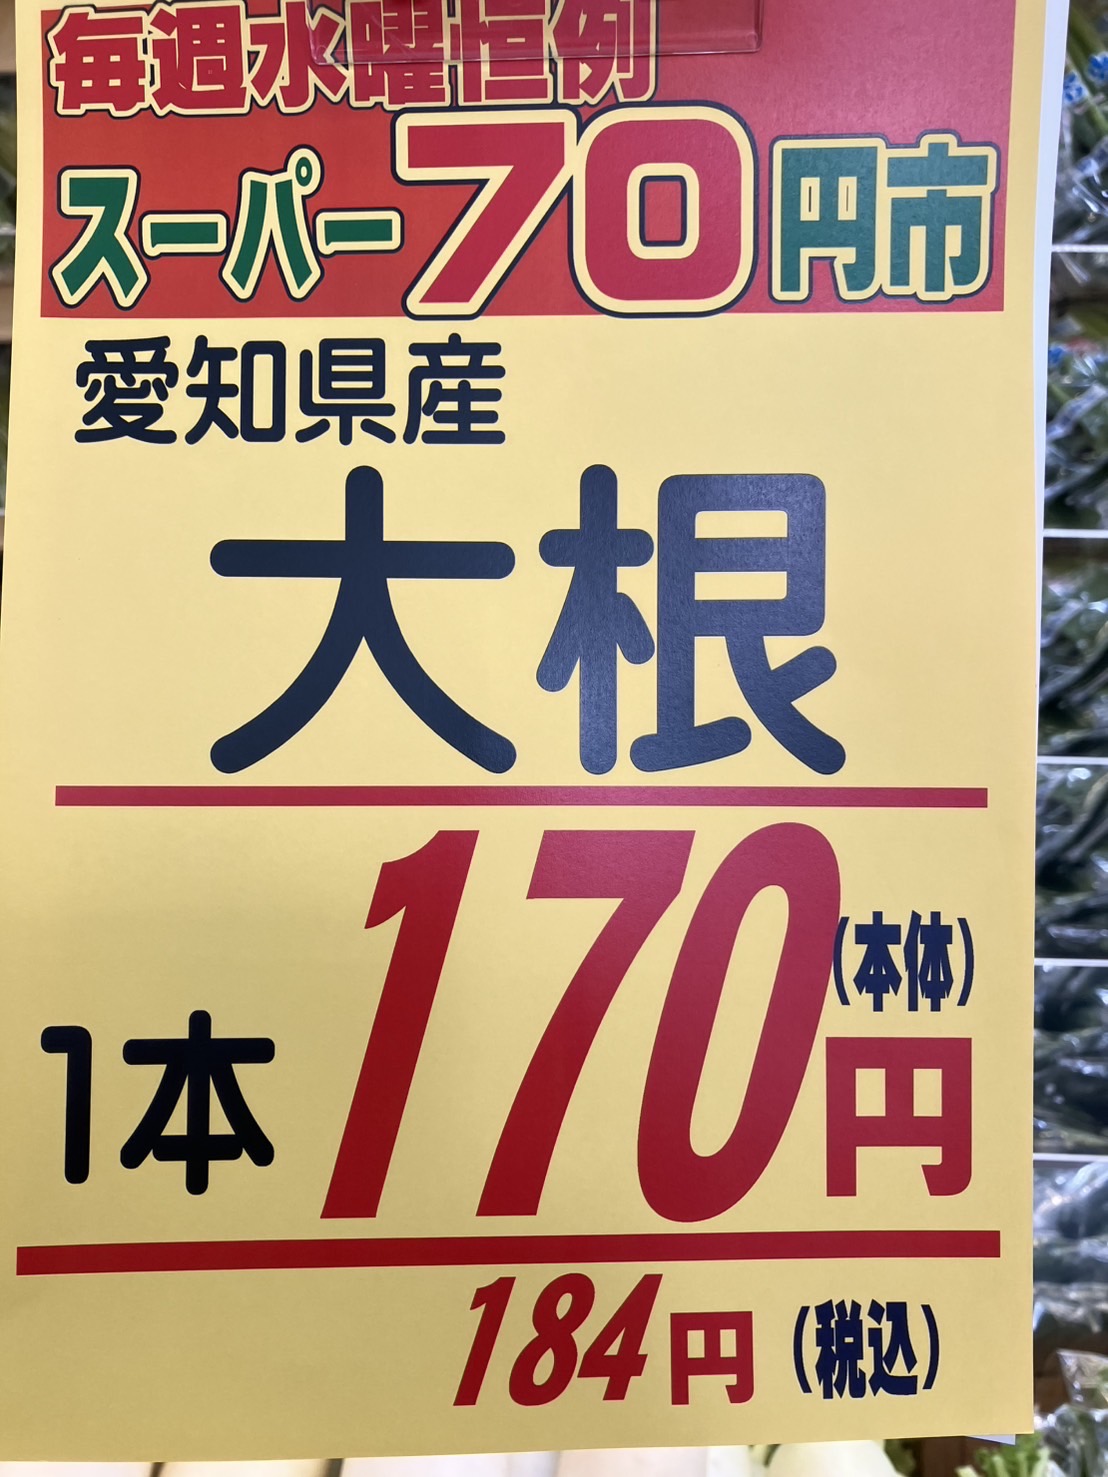 毎週水曜恒例
スーパー70円市
愛知県産
大根
1本 170円 (本体)
184円 (税込)